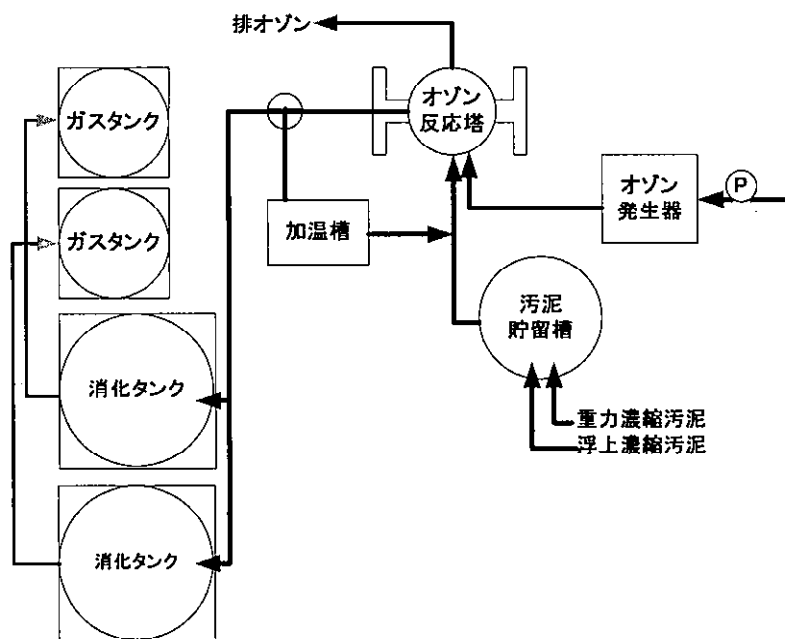 排オゾン
オゾン
反応塔
ガスタンク
オゾン
発生器
P
ガスタンク
加温槽
汚泥
貯留槽
消化タンク
重力濃縮汚泥
浮上濃縮汚泥
消化タンク